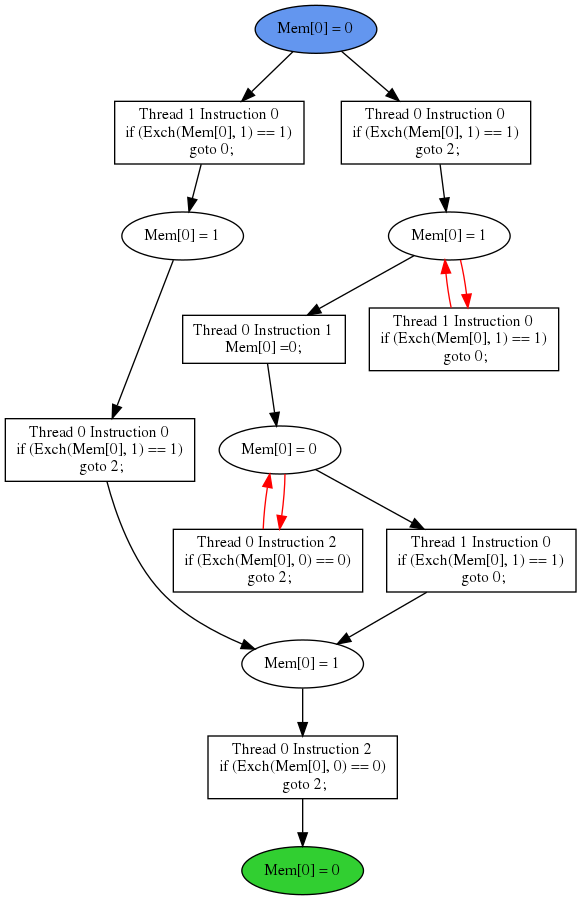 Mem[0] = 0
Thread 1 Instruction 0
if (Exch(Mem[0], 1) == 1)
goto 0;
Thread 0 Instruction 0
if (Exch(Mem[0], 1) == 1)
goto 2;
Mem[0] = 1
Mem[0] = 1
Thread 0 Instruction 1
Mem[0] =0;
Thread 1 Instruction 0
if (Exch(Mem[0], 1) == 1)
goto 0;
Thread 0 Instruction 0
if (Exch(Mem[0], 1) == 1)
goto 2;
Mem[0] = 0
Thread 0 Instruction 2
if (Exch(Mem[0], 0) == 0)
goto 2;
Thread 1 Instruction 0
if (Exch(Mem[0], 1) == 1)
goto 0;
Mem[0] = 1
Thread 0 Instruction 2
if (Exch(Mem[0], 0) == 0)
goto 2;
Mem[0] = 0